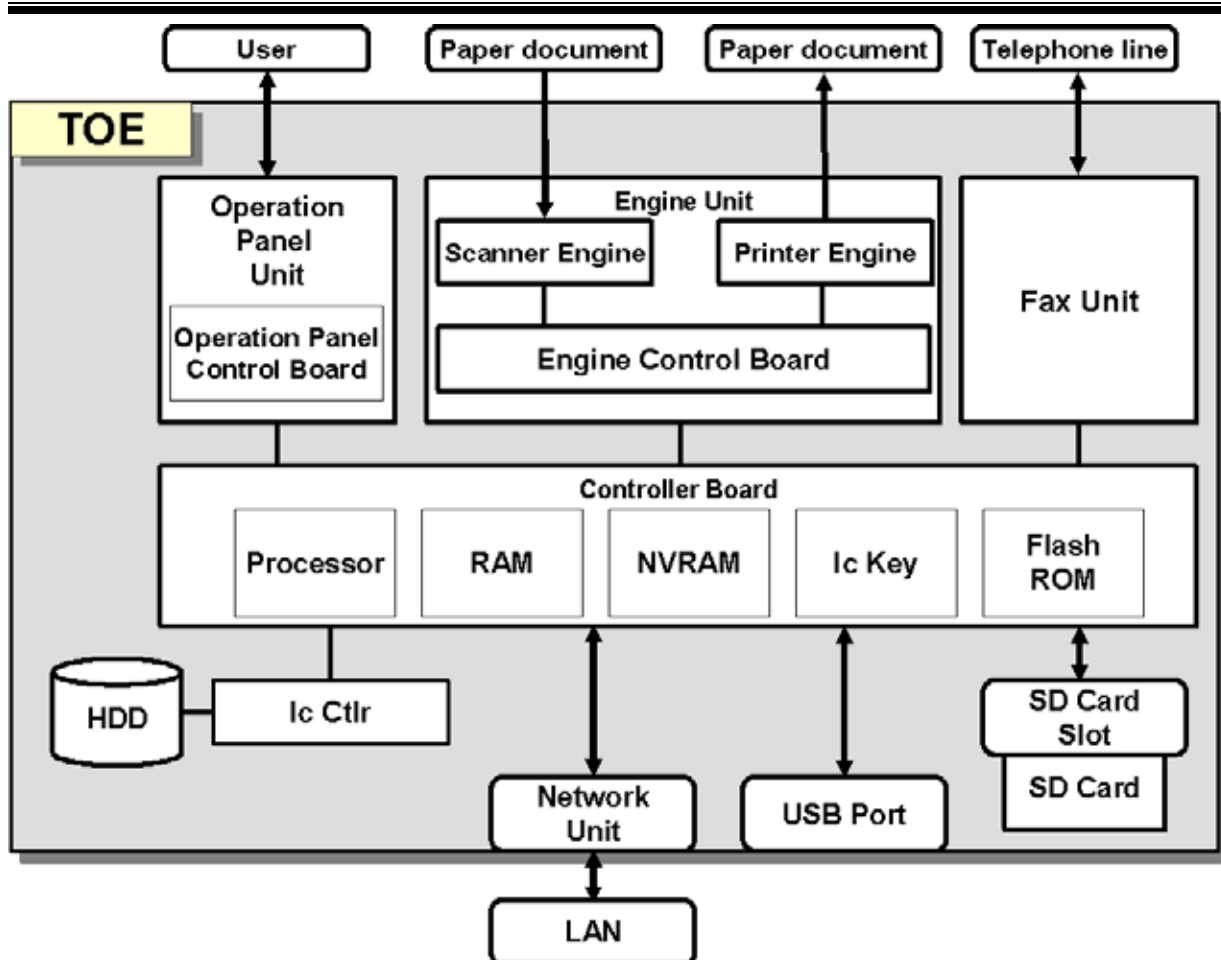 User
Paper document
Paper document
Telephone line
TOE
Operation
Panel
Unit
Operation Panel
Control Board
Engine Unit
Scanner Engine
Printer Engine
Engine Control Board
Fax Unit
Controller Board
Processor
RAM
NVRAM
Ic Key
Flash
ROM
HDD
Ic Ctlr
Network
Unit
USB Port
SD Card
Slot
SD Card
LAN